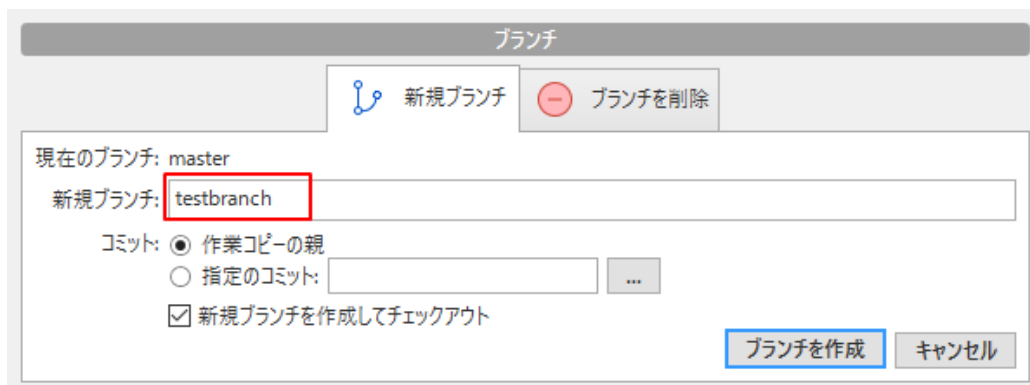 ブランチ
新規ブランチ ブランチを削除
現在のブランチ: master
新規ブランチ: testbranch
コミット: 作業コピーの親
指定のコミット: ...
新規ブランチを作成してチェックアウト
ブランチを作成 キャンセル